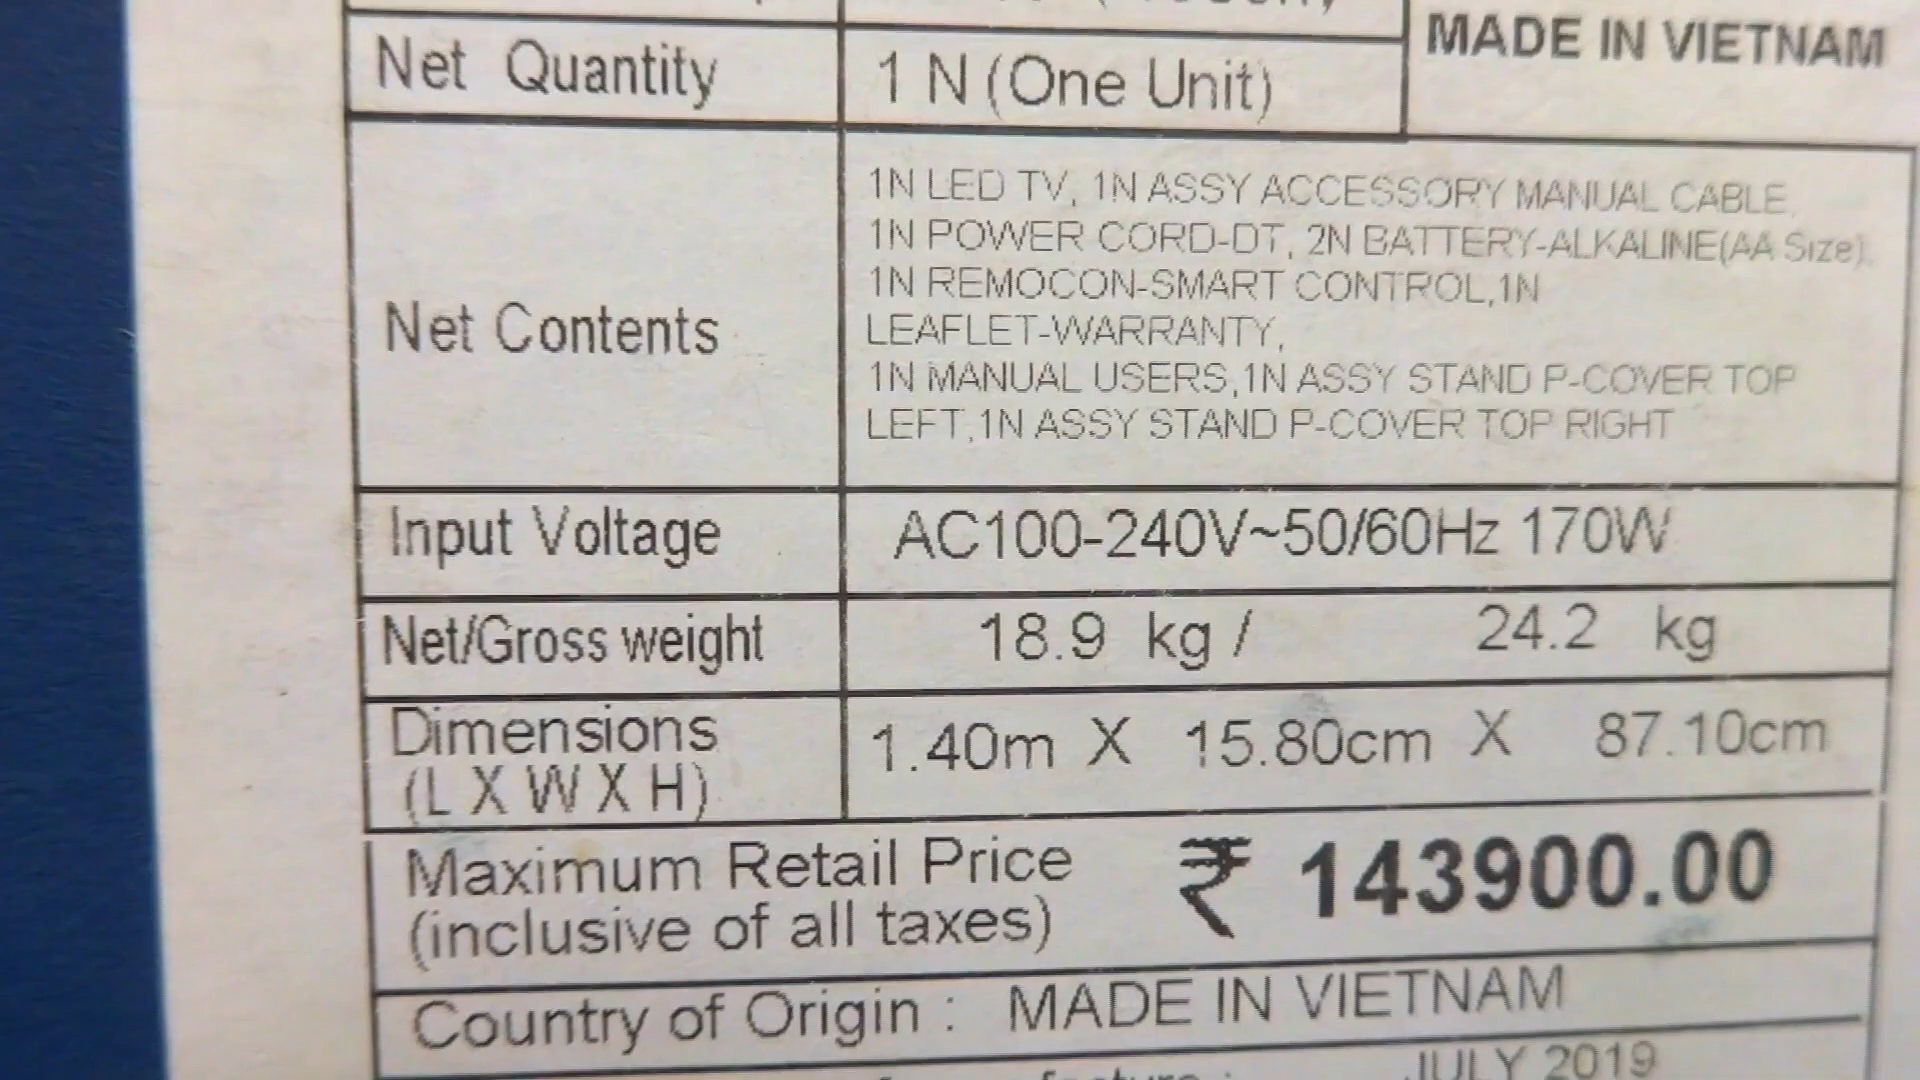 Net Quantity
1 N (One Unit)
MADE IN VIETNAM
Net Contents
1N LED TV, 1N ASSY ACCESSORY MANUAL CABLE,
1N POWER CORD-DT, 2N BATTERY-ALKALINE(AA Size),
1N REMOCON-SMART CONTROL,1N
LEAFLET-WARRANTY,
1N MANUAL USERS,1N ASSY STAND P-COVER TOP
LEFT,1N ASSY STAND P-COVER TOP RIGHT
Input Voltage
AC100-240V~50/60Hz 170W
Net/Gross weight
18.9 kg / 24.2 kg
Dimensions
(L X W X H)
1.40m X 15.80cm X 87.10cm
Maximum Retail Price
(inclusive of all taxes)
₹ 143900.00
Country of Origin : MADE IN VIETNAM
JULY 2019